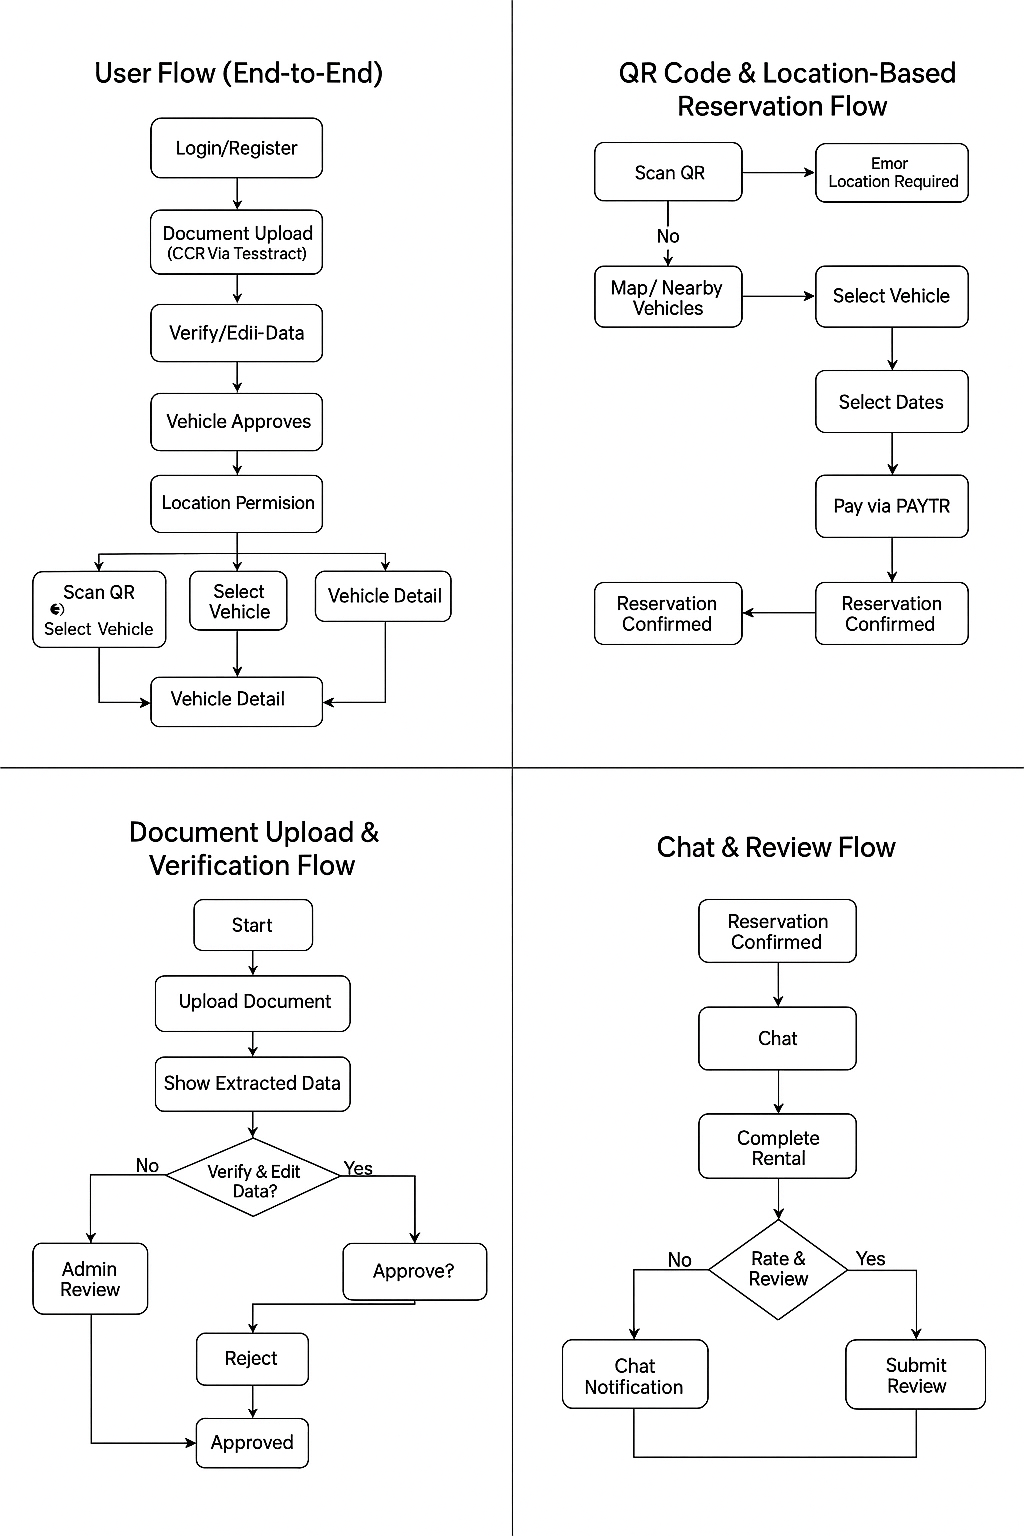 User Flow (End-to-End)
Login/Register
Document Upload
(CCR Via Tesstract)
Verify/Edii-Data
Vehicle Approves
Location Permision
Scan QR
Select Vehicle
Select
Vehicle
Vehicle Detail
Vehicle Detail
QR Code & Location-Based
Reservation Flow
Scan QR
Emor
Location Required
No
Map/ Nearby
Vehicles
Select Vehicle
Select Dates
Pay via PAYTR
Reservation
Confirmed
Reservation
Confirmed
Document Upload &
Verification Flow
Start
Upload Document
Show Extracted Data
Verify & Edit
Data?
No
Yes
Admin
Review
Approve?
Reject
Approved
Chat & Review Flow
Reservation
Confirmed
Chat
Complete
Rental
Rate &
Review
No
Yes
Chat
Notification
Submit
Review